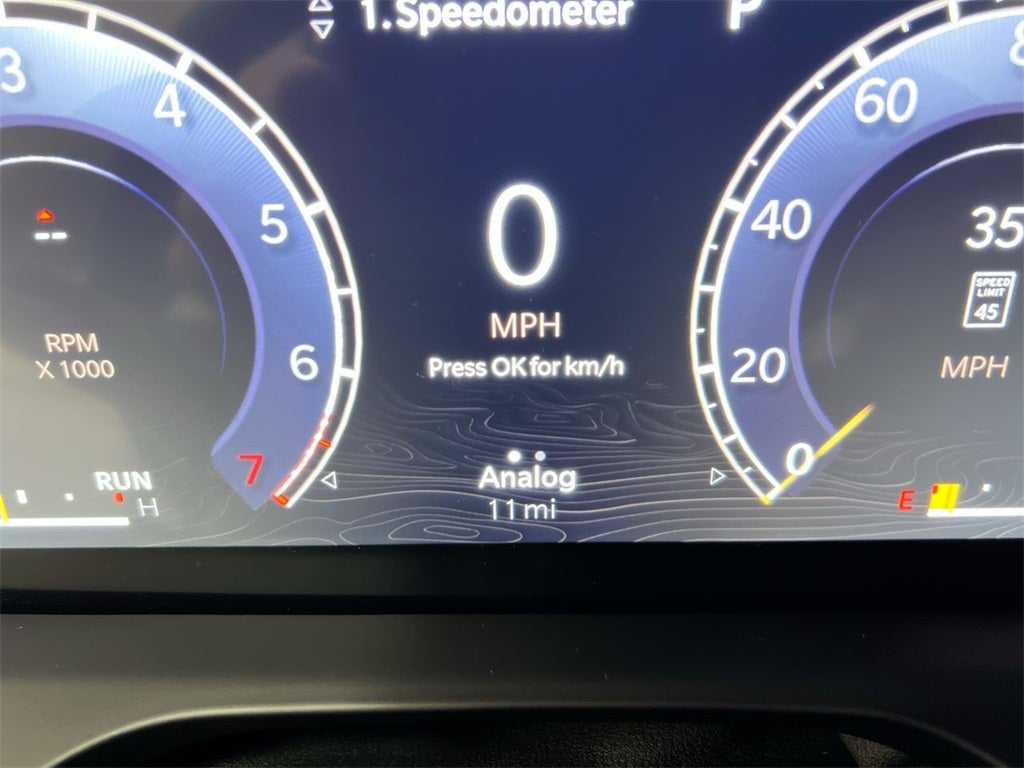 1. Speedometer
P
3
4
5
6
7
RPM
X 1000
RUN
H
0
MPH
Press OK for km/h
Analog
11 mi
8
60
40
20
0
35
SPEED
LIMIT
45
MPH
E